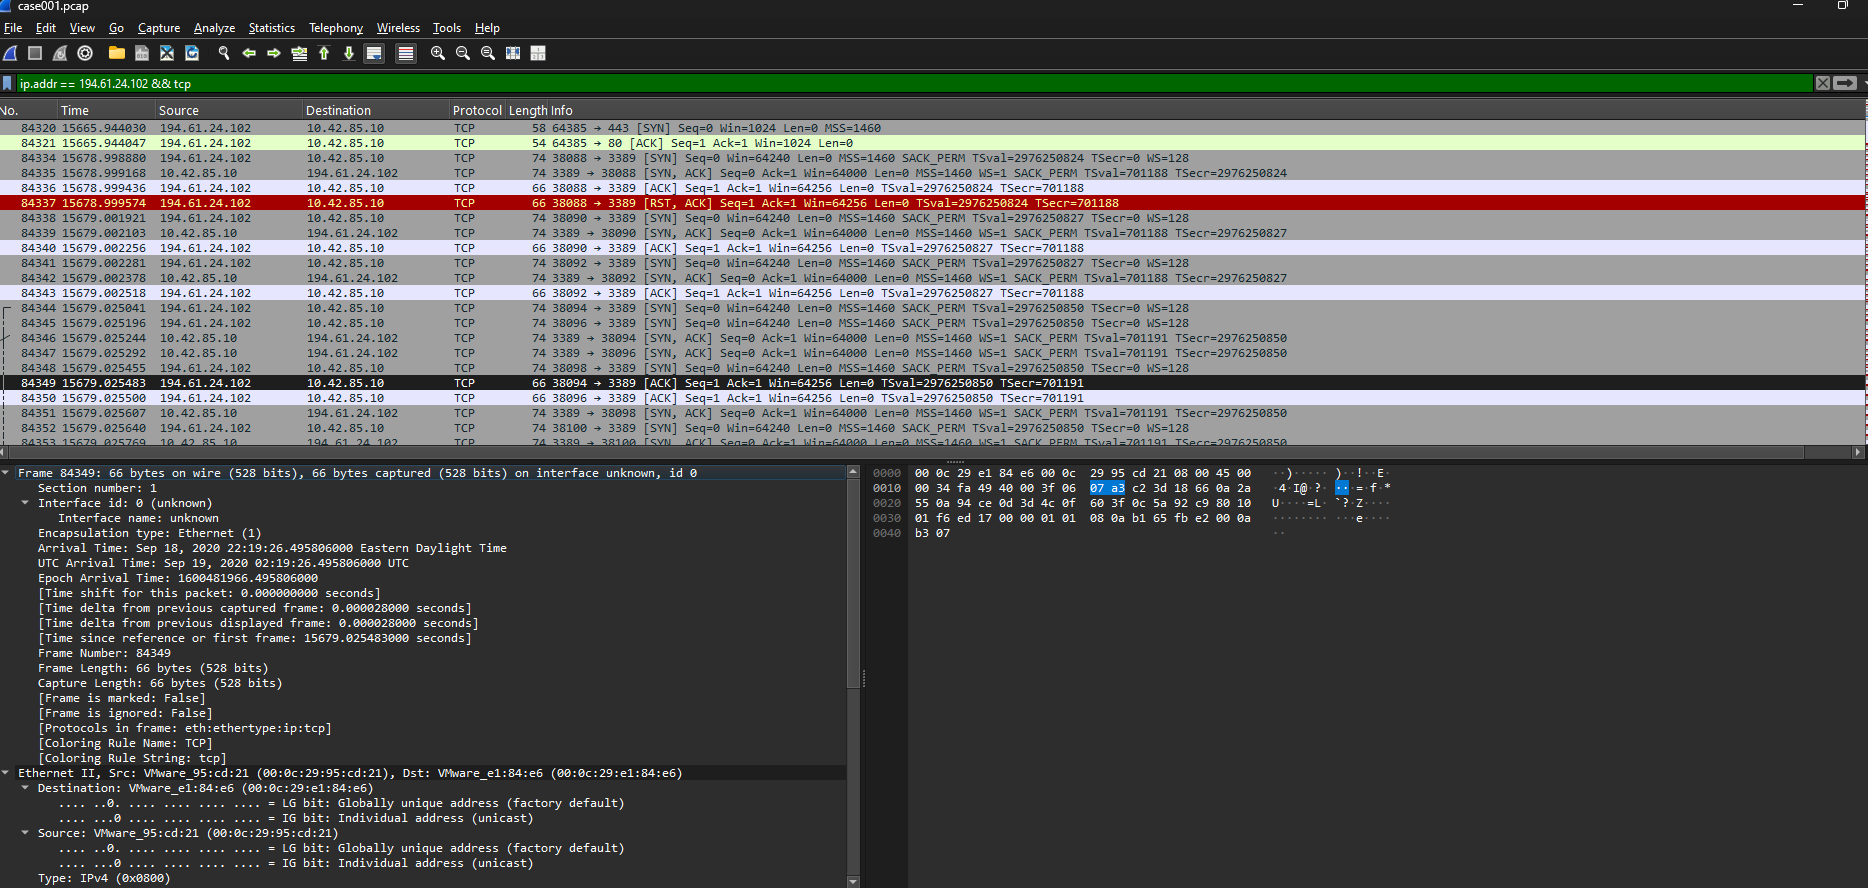 case001.pcap
File Edit View Go Capture Analyze Statistics Telephony Wireless Tools Help
ip.addr == 194.61.24.102 && tcp
No. Time Source Destination Protocol Length Info
84320 15665.944030 194.61.24.102 10.42.85.10 TCP 58 64385 → 443 [SYN] Seq=0 Win=1024 Len=0 MSS=1460
84321 15665.944047 194.61.24.102 10.42.85.10 TCP 54 64385 → 80 [ACK] Seq=1 Ack=1 Win=1024 Len=0
84334 15678.998880 194.61.24.102 10.42.85.10 TCP 74 38088 → 3389 [SYN] Seq=0 Win=64240 Len=0 MSS=1460 SACK_PERM TSval=2976250824 TSecr=0 WS=128
84335 15678.999168 10.42.85.10 194.61.24.102 TCP 74 3389 → 38088 [SYN, ACK] Seq=0 Ack=1 Win=64000 Len=0 MSS=1460 WS=1 SACK_PERM TSval=701188 TSecr=2976250824
84336 15678.999436 194.61.24.102 10.42.85.10 TCP 66 38088 → 3389 [ACK] Seq=1 Ack=1 Win=64256 Len=0 TSval=2976250824 TSecr=701188
84337 15678.999574 194.61.24.102 10.42.85.10 TCP 66 38088 → 3389 [RST, ACK] Seq=1 Ack=1 Win=64256 Len=0 TSval=2976250824 TSecr=701188
84338 15679.001921 194.61.24.102 10.42.85.10 TCP 74 38090 → 3389 [SYN] Seq=0 Win=64240 Len=0 MSS=1460 SACK_PERM TSval=2976250827 TSecr=0 WS=128
84339 15679.002103 10.42.85.10 194.61.24.102 TCP 74 3389 → 38090 [SYN, ACK] Seq=0 Ack=1 Win=64000 Len=0 MSS=1460 WS=1 SACK_PERM TSval=701188 TSecr=2976250827
84340 15679.002256 194.61.24.102 10.42.85.10 TCP 66 38090 → 3389 [ACK] Seq=1 Ack=1 Win=64256 Len=0 TSval=2976250827 TSecr=701188
84341 15679.002281 194.61.24.102 10.42.85.10 TCP 74 38092 → 3389 [SYN] Seq=0 Win=64240 Len=0 MSS=1460 SACK_PERM TSval=2976250827 TSecr=0 WS=128
84342 15679.002378 10.42.85.10 194.61.24.102 TCP 74 3389 → 38092 [SYN, ACK] Seq=0 Ack=1 Win=64000 Len=0 MSS=1460 WS=1 SACK_PERM TSval=701188 TSecr=2976250827
84343 15679.002518 194.61.24.102 10.42.85.10 TCP 66 38092 → 3389 [ACK] Seq=1 Ack=1 Win=64256 Len=0 TSval=2976250827 TSecr=701188
84344 15679.025041 194.61.24.102 10.42.85.10 TCP 74 38094 → 3389 [SYN] Seq=0 Win=64240 Len=0 MSS=1460 SACK_PERM TSval=2976250850 TSecr=0 WS=128
84345 15679.025196 194.61.24.102 10.42.85.10 TCP 74 38096 → 3389 [SYN] Seq=0 Win=64240 Len=0 MSS=1460 SACK_PERM TSval=2976250850 TSecr=0 WS=128
84346 15679.025244 10.42.85.10 194.61.24.102 TCP 74 3389 → 38094 [SYN, ACK] Seq=0 Ack=1 Win=64000 Len=0 MSS=1460 WS=1 SACK_PERM TSval=701191 TSecr=2976250850
84347 15679.025292 10.42.85.10 194.61.24.102 TCP 74 3389 → 38096 [SYN, ACK] Seq=0 Ack=1 Win=64000 Len=0 MSS=1460 WS=1 SACK_PERM TSval=701191 TSecr=2976250850
84348 15679.025455 194.61.24.102 10.42.85.10 TCP 74 38098 → 3389 [SYN] Seq=0 Win=64240 Len=0 MSS=1460 SACK_PERM TSval=2976250850 TSecr=0 WS=128
84349 15679.025483 194.61.24.102 10.42.85.10 TCP 66 38094 → 3389 [ACK] Seq=1 Ack=1 Win=64256 Len=0 TSval=2976250850 TSecr=701191
84350 15679.025500 194.61.24.102 10.42.85.10 TCP 66 38096 → 3389 [ACK] Seq=1 Ack=1 Win=64256 Len=0 TSval=2976250850 TSecr=701191
84351 15679.025607 10.42.85.10 194.61.24.102 TCP 74 3389 → 38098 [SYN, ACK] Seq=0 Ack=1 Win=64000 Len=0 MSS=1460 WS=1 SACK_PERM TSval=701191 TSecr=2976250850
84352 15679.025640 194.61.24.102 10.42.85.10 TCP 74 38100 → 3389 [SYN] Seq=0 Win=64240 Len=0 MSS=1460 SACK_PERM TSval=2976250850 TSecr=0 WS=128
84353 15679.025769 10.42.85.10 194.61.24.102 TCP 74 3389 → 38100 [SYN, ACK] Seq=0 Ack=1 Win=64000 Len=0 MSS=1460 WS=1 SACK_PERM TSval=701191 TSecr=2976250850
Frame 84349: 66 bytes on wire (528 bits), 66 bytes captured (528 bits) on interface unknown, id 0
Section number: 1
Interface id: 0 (unknown)
Interface name: unknown
Encapsulation type: Ethernet (1)
Arrival Time: Sep 18, 2020 22:19:26.495806000 Eastern Daylight Time
UTC Arrival Time: Sep 19, 2020 02:19:26.495806000 UTC
Epoch Arrival Time: 1600481966.495806000
[Time shift for this packet: 0.000000000 seconds]
[Time delta from previous captured frame: 0.000028000 seconds]
[Time delta from previous displayed frame: 0.000028000 seconds]
[Time since reference or first frame: 15679.025483000 seconds]
Frame Number: 84349
Frame Length: 66 bytes (528 bits)
Capture Length: 66 bytes (528 bits)
[Frame is marked: False]
[Frame is ignored: False]
[Protocols in frame: eth:ethertype:ip:tcp]
[Coloring Rule Name: TCP]
[Coloring Rule String: tcp]
Ethernet II, Src: VMware_95:cd:21 (00:0c:29:95:cd:21), Dst: VMware_e1:84:e6 (00:0c:29:e1:84:e6)
Destination: VMware_e1:84:e6 (00:0c:29:e1:84:e6)
.... ..0. .... .... .... .... = LG bit: Globally unique address (factory default)
.... ...0 .... .... .... .... = IG bit: Individual address (unicast)
Source: VMware_95:cd:21 (00:0c:29:95:cd:21)
.... ..0. .... .... .... .... = LG bit: Globally unique address (factory default)
.... ...0 .... .... .... .... = IG bit: Individual address (unicast)
Type: IPv4 (0x0800)
0000 00 0c 29 e1 84 e6 00 0c 29 95 cd 21 08 00 45 00 ··)····· )··!··E·
0010 00 34 fa 49 40 00 3f 06 07 a3 c2 3d 18 66 0a 2a ·4·I@·?· ···=·f·*
0020 55 0a 94 ce 0d 3d 4c 0f 60 3f 0c 5a 92 c9 80 10 U····=L· `?·Z····
0030 01 f6 ed 17 00 00 01 01 08 0a b1 65 fb e2 00 0a ········ ···e····
0040 b3 07 ··